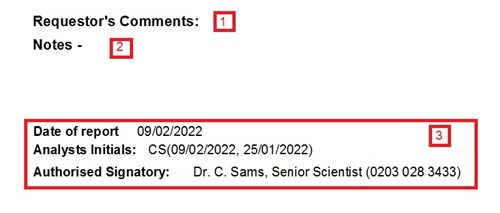 Requestor's Comments: 1
Notes - 2
Date of report 09/02/2022 3
Analysts Initials: CS(09/02/2022, 25/01/2022)
Authorised Signatory: Dr. C. Sams, Senior Scientist (0203 028 3433)